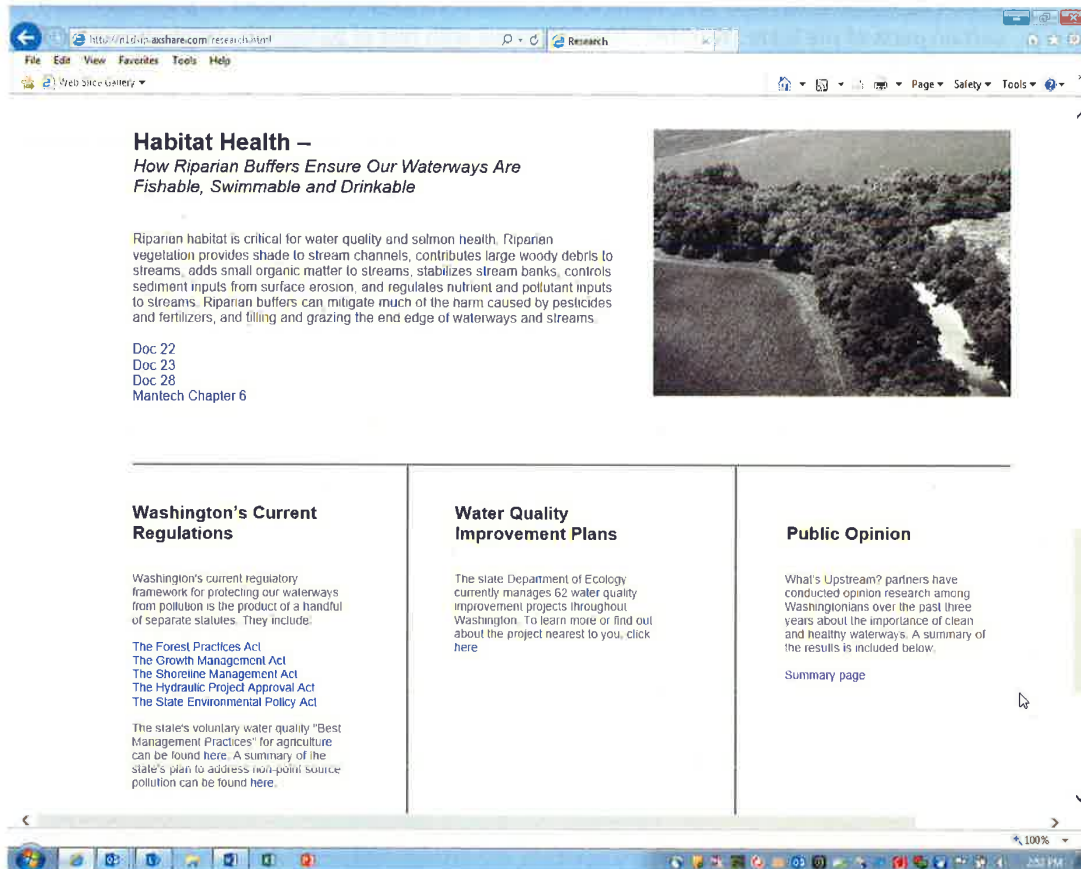 Research
File Edit View Favorites Tools Help
Web Slice Gallery
Page Safety Tools
Habitat Health –
How Riparian Buffers Ensure Our Waterways Are
Fishable, Swimmable and Drinkable
Riparian habitat is critical for water quality and salmon health. Riparian
vegetation provides shade to stream channels, contributes large woody debris to
streams, adds small organic matter to streams, stabilizes stream banks, controls
sediment inputs from surface erosion, and regulates nutrient and pollutant inputs
to streams. Riparian buffers can mitigate much of the harm caused by pesticides
and fertilizers, and tilling and grazing the end edge of waterways and streams.
Doc 22
Doc 23
Doc 28
Mantech Chapter 6
Washington's Current
Regulations
Washington's current regulatory
framework for protecting our waterways
from pollution is the product of a handful
of separate statutes. They include:
The Forest Practices Act
The Growth Management Act
The Shoreline Management Act
The Hydraulic Project Approval Act
The State Environmental Policy Act
The state's voluntary water quality "Best
Management Practices" for agriculture
can be found here. A summary of the
state's plan to address non-point source
pollution can be found here.
Water Quality
Improvement Plans
The state Department of Ecology
currently manages 62 water quality
improvement projects throughout
Washington. To learn more or find out
about the project nearest to you, click
here
Public Opinion
What's Upstream? partners have
conducted opinion research among
Washingtonians over the past three
years about the importance of clean
and healthy waterways. A summary of
the results is included below.
Summary page
100%
2:52 PM